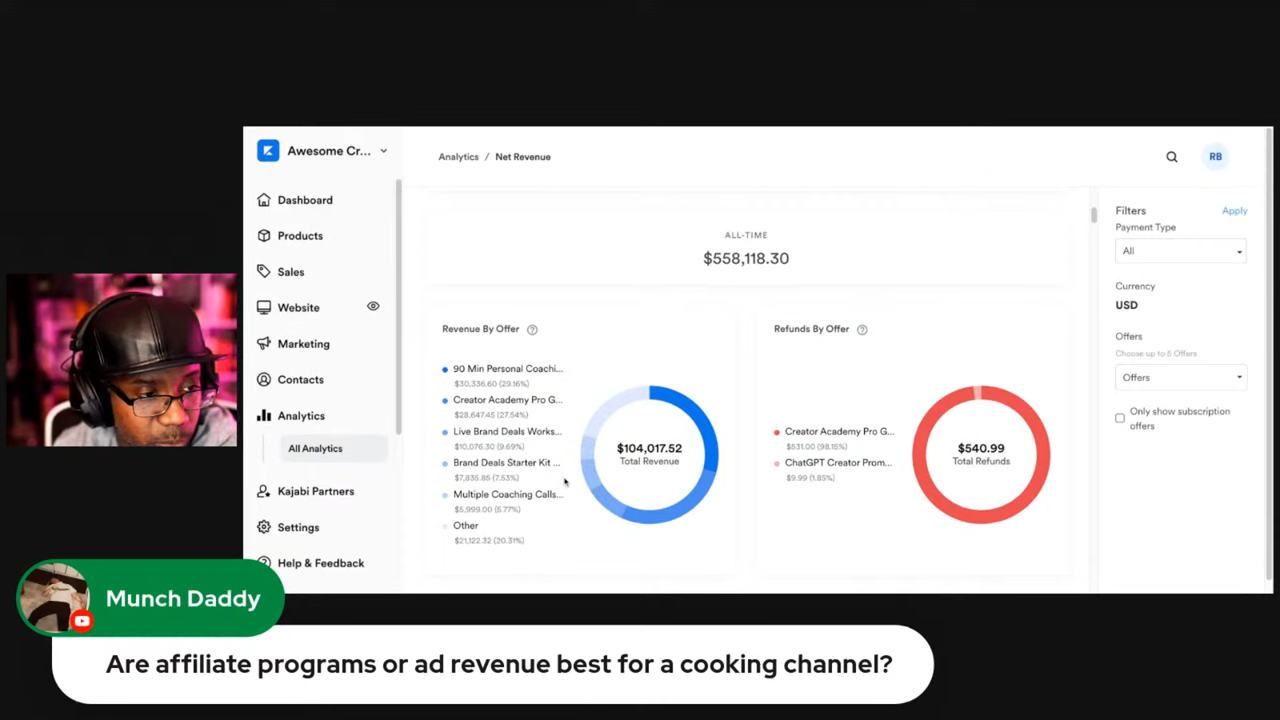 Awesome Cr...
Dashboard
Products
Sales
Website
Marketing
Contacts
Analytics
All Analytics
Kajabi Partners
Settings
Help & Feedback
Analytics / Net Revenue
RB
ALL-TIME
$558,118.30
Revenue By Offer ?
90 Min Personal Coachi...
$30,336.60 (29.16%)
Creator Academy Pro G...
$28,647.45 (27.54%)
Live Brand Deals Works...
$10,076.30 (9.69%)
Brand Deals Starter Kit ...
$7,835.85 (7.53%)
Multiple Coaching Calls...
$5,999.00 (5.77%)
Other
$21,122.32 (20.31%)
$104,017.52
Total Revenue
Refunds By Offer ?
Creator Academy Pro G...
$531.00 (98.15%)
ChatGPT Creator Prom...
$9.99 (1.85%)
$540.99
Total Refunds
Filters
Apply
Payment Type
All
Currency
USD
Offers
Choose up to 5 Offers
Offers
Only show subscription
offers
Munch Daddy
Are affiliate programs or ad revenue best for a cooking channel?